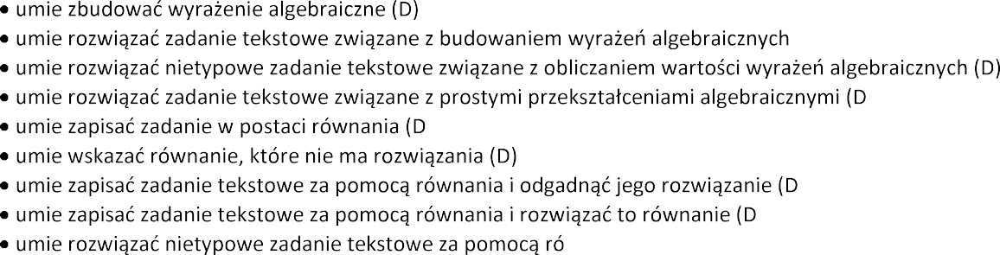 • umie zbudować wyrażenie algebraiczne (D)
• umie rozwiązać zadanie tekstowe związane z budowaniem wyrażeń algebraicznych
• umie rozwiązać nietypowe zadanie tekstowe związane z obliczaniem wartości wyrażeń algebraicznych (D)
• umie rozwiązać zadanie tekstowe związane z prostymi przekształceniami algebraicznymi (D
• umie zapisać zadanie w postaci równania (D
• umie wskazać równanie, które nie ma rozwiązania (D)
• umie zapisać zadanie tekstowe za pomocą równania i odgadnąć jego rozwiązanie (D
• umie zapisać zadanie tekstowe za pomocą równania i rozwiązać to równanie (D
• umie rozwiązać nietypowe zadanie tekstowe za pomocą ró